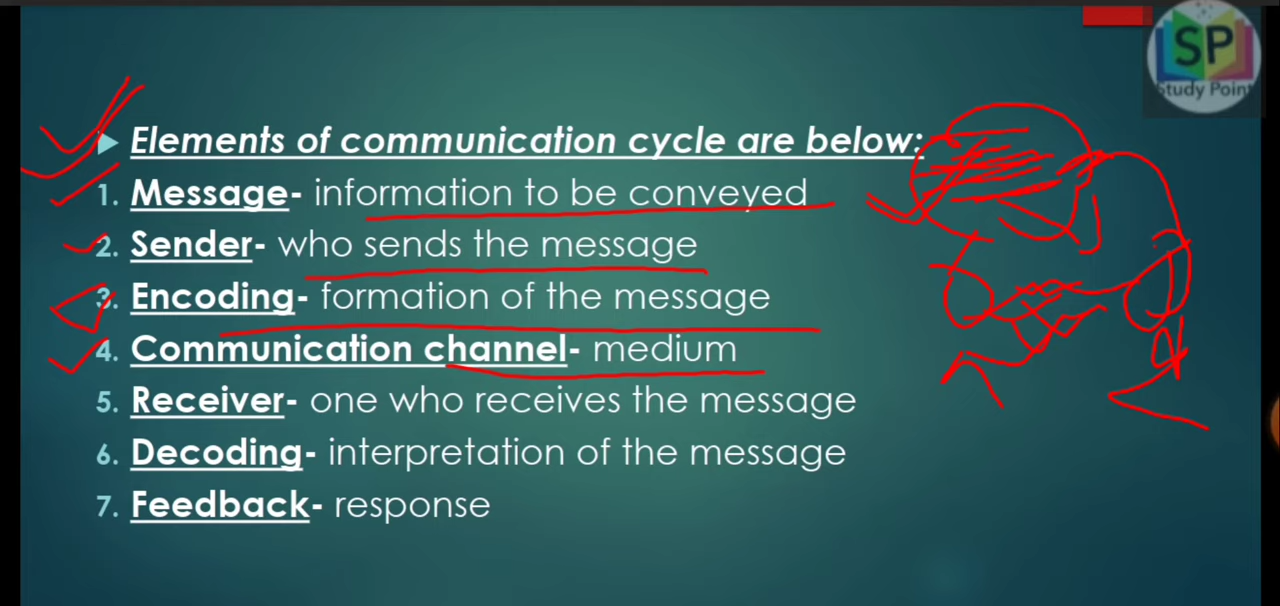 SP
Study Point
Elements of communication cycle are below:
1. Message- information to be conveyed
2. Sender- who sends the message
3. Encoding- formation of the message
4. Communication channel- medium
5. Receiver- one who receives the message
6. Decoding- interpretation of the message
7. Feedback- response